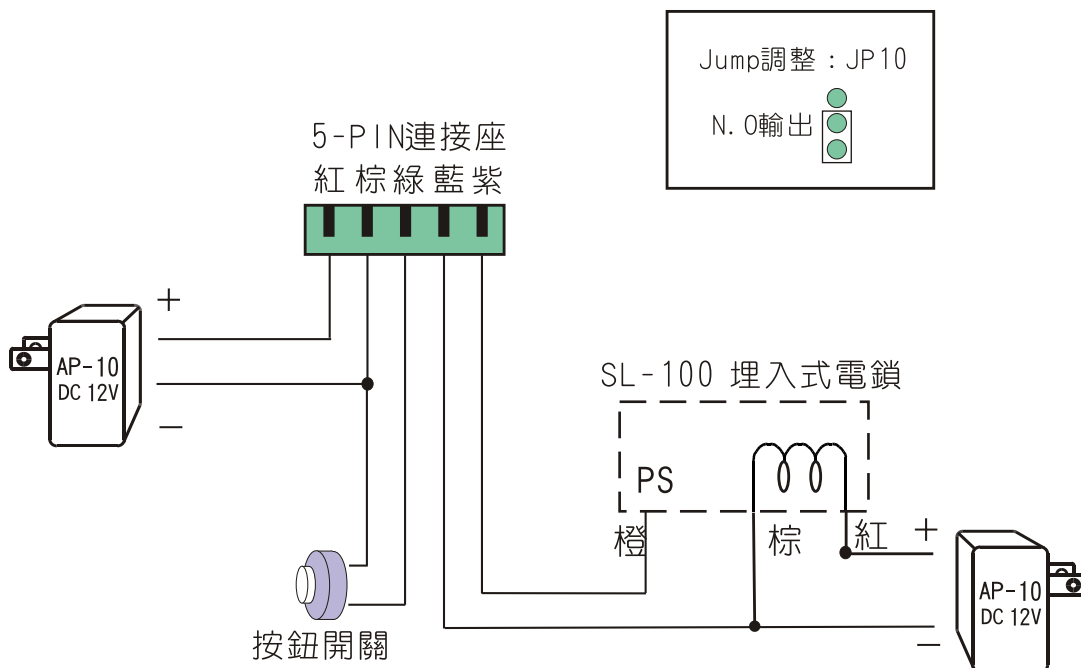 Jump調整：JP10
N.O輸出
5-PIN連接座
紅棕綠藍紫
+
AP-10
DC 12V
−
SL-100 埋入式電鎖
PS
橙
棕
紅
+
AP-10
DC 12V
−
按鈕開關